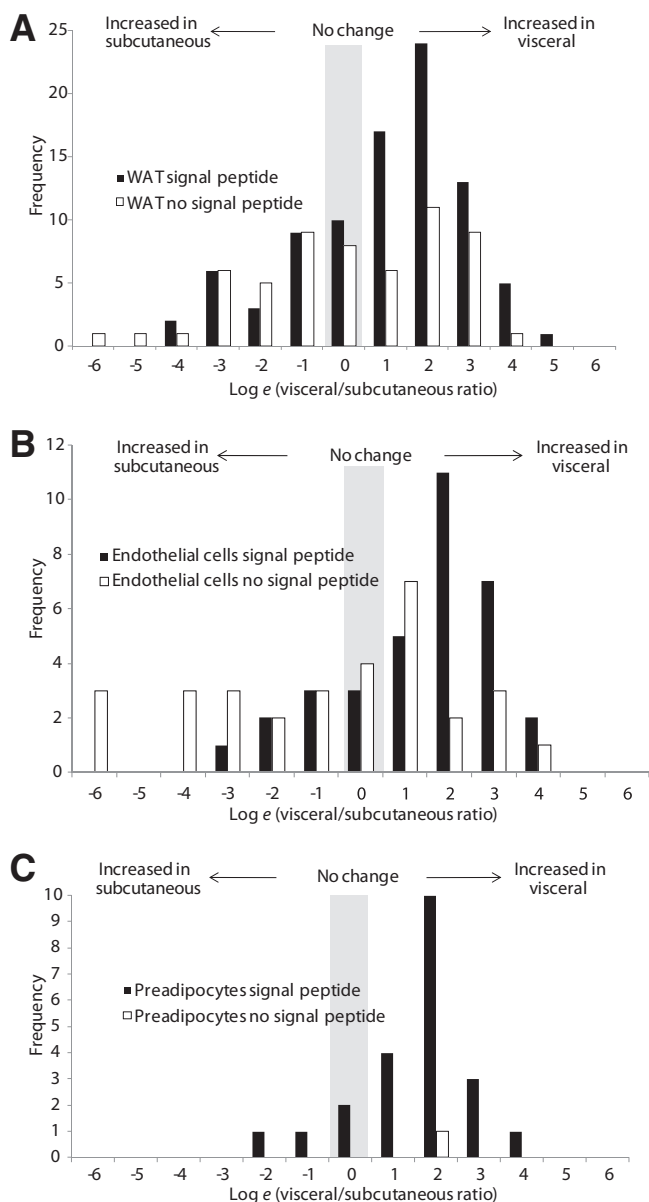 A
Increased in subcutaneous
No change
Increased in visceral
Frequency
25
20
15
10
5
0
WAT signal peptide
WAT no signal peptide
-6 -5 -4 -3 -2 -1 0 1 2 3 4 5 6
Log e (visceral/subcutaneous ratio)
B
Increased in subcutaneous
No change
Increased in visceral
Frequency
12
10
8
6
4
2
0
Endothelial cells signal peptide
Endothelial cells no signal peptide
-6 -5 -4 -3 -2 -1 0 1 2 3 4 5 6
Log e (visceral/subcutaneous ratio)
C
Increased in subcutaneous
No change
Increased in visceral
Frequency
10
9
8
7
6
5
4
3
2
1
0
Preadipocytes signal peptide
Preadipocytes no signal peptide
-6 -5 -4 -3 -2 -1 0 1 2 3 4 5 6
Log e (visceral/subcutaneous ratio)